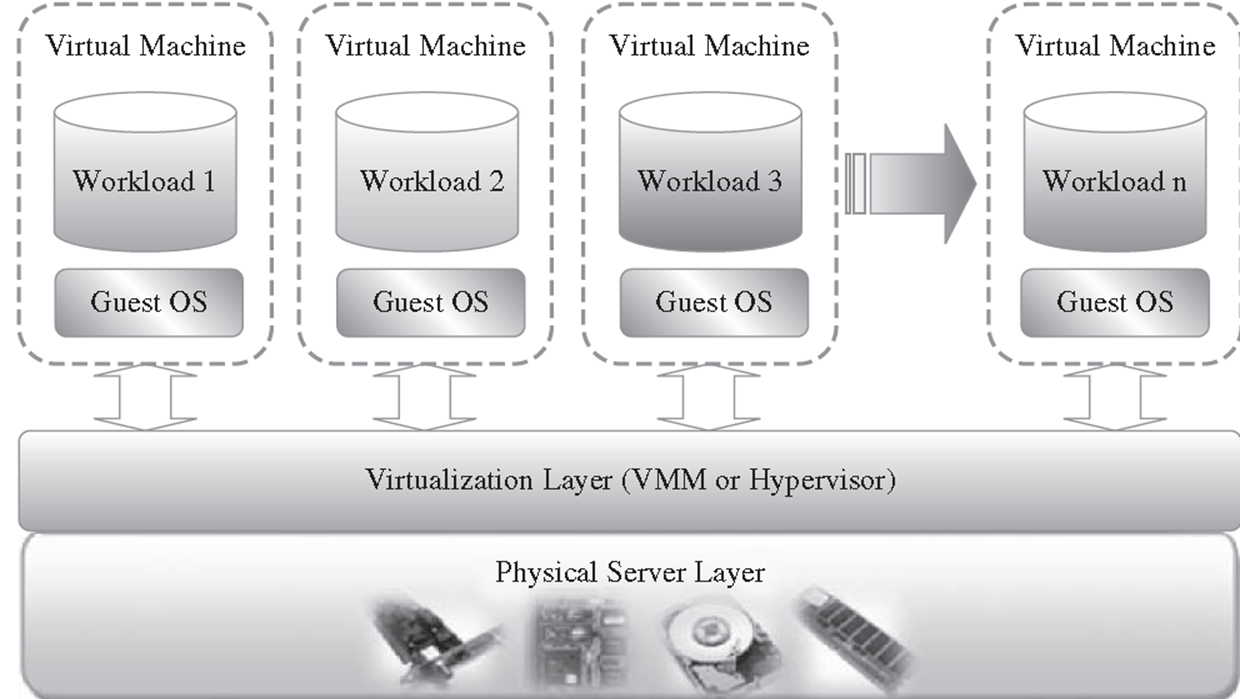 Virtual Machine
Virtual Machine
Virtual Machine
Virtual Machine
Workload 1
Workload 2
Workload 3
Workload n
Guest OS
Guest OS
Guest OS
Guest OS
Virtualization Layer (VMM or Hypervisor)
Physical Server Layer